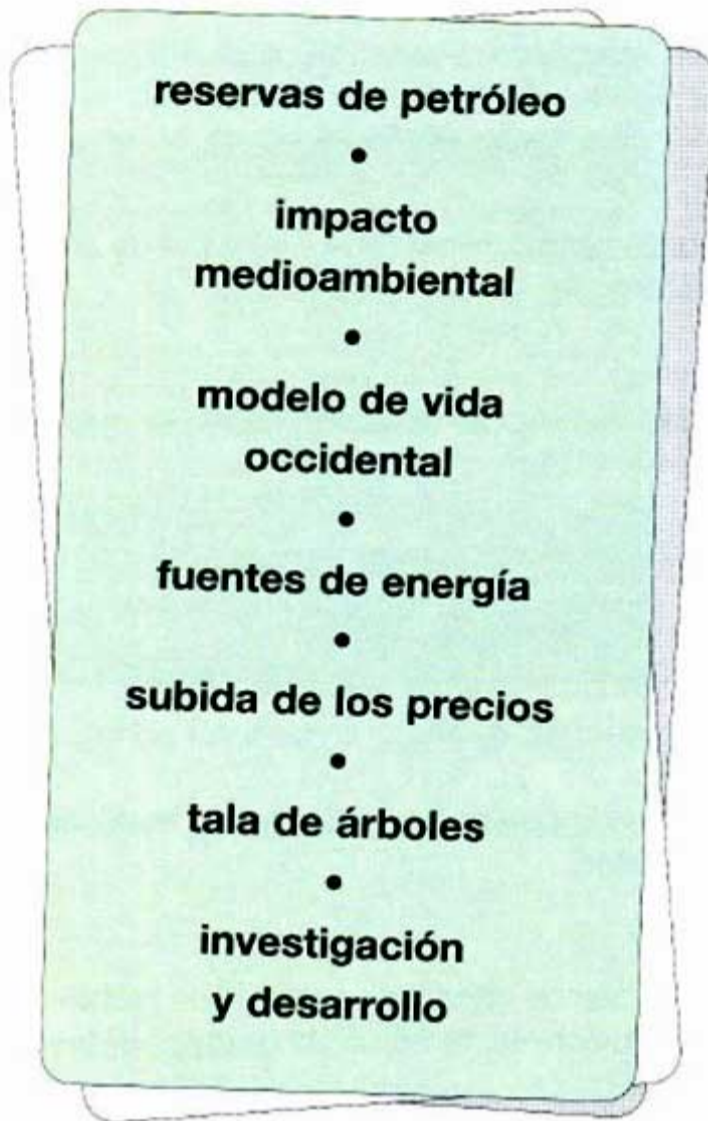 reservas de petróleo
•
impacto
medioambiental
•
modelo de vida
occidental
•
fuentes de energía
•
subida de los precios
•
tala de árboles
•
investigación
y desarrollo